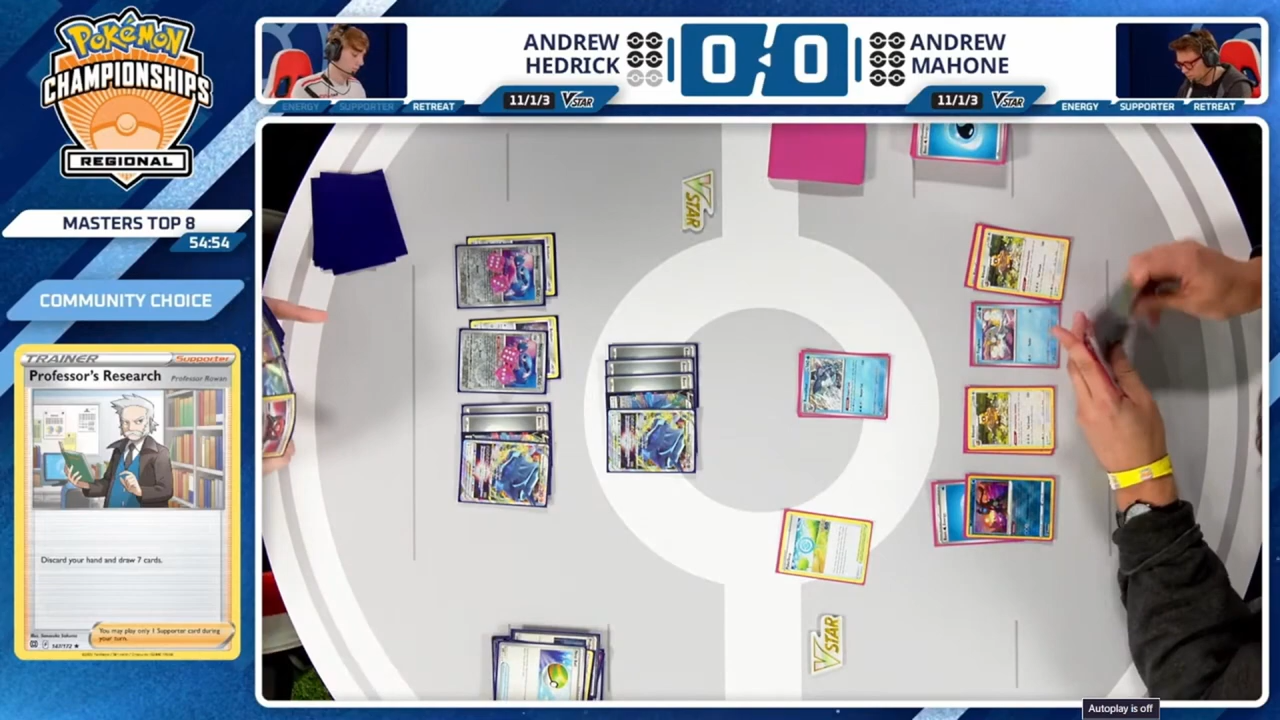 Pokémon
CHAMPIONSHIPS
REGIONAL
MASTERS TOP 8
54:54
COMMUNITY CHOICE
TRAINER Supporter
Professor's Research Professor Rowan
Discard your hand and draw 7 cards.
You may play only 1 Supporter card during your turn.
147/172
ANDREW
HEDRICK
0 0
ANDREW
MAHONE
ENERGY SUPPORTER RETREAT
11/1/3 VSTAR
11/1/3 VSTAR
ENERGY SUPPORTER RETREAT
VSTAR
VSTAR
Autoplay is off